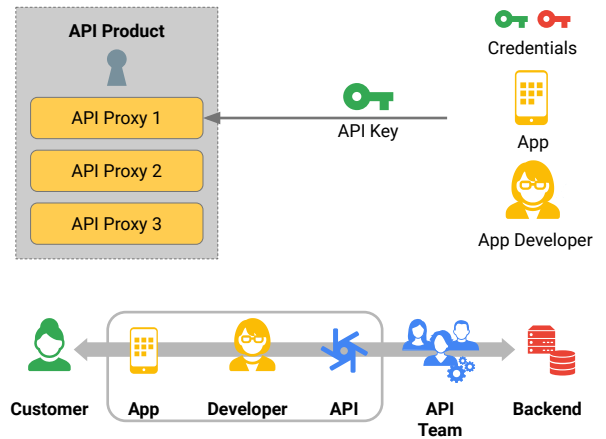 API Product
API Proxy 1
API Proxy 2
API Proxy 3
API Key
Credentials
App
App Developer
Customer
App
Developer
API
API
Team
Backend